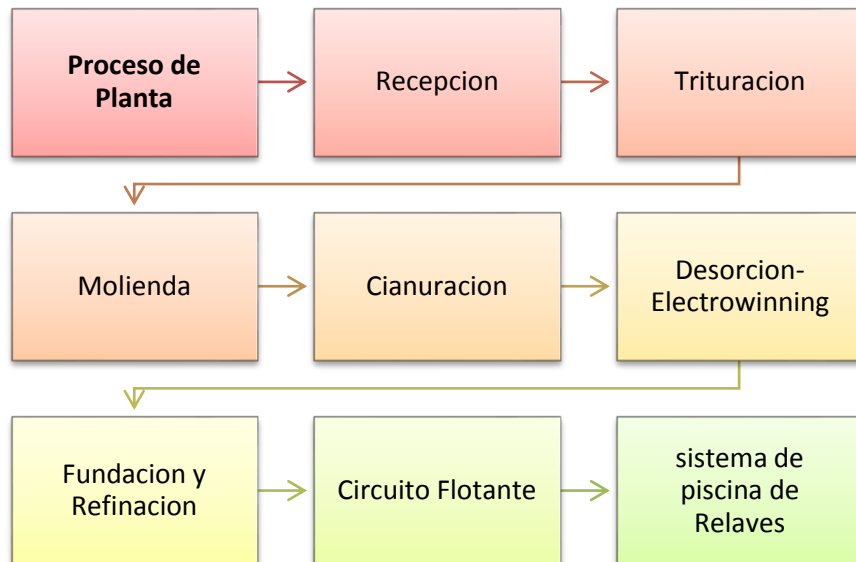 Proceso de
Planta
Recepcion
Trituracion
Molienda
Cianuracion
Desorcion-
Electrowinning
Fundacion y
Refinacion
Circuito Flotante
sistema de
piscina de
Relaves